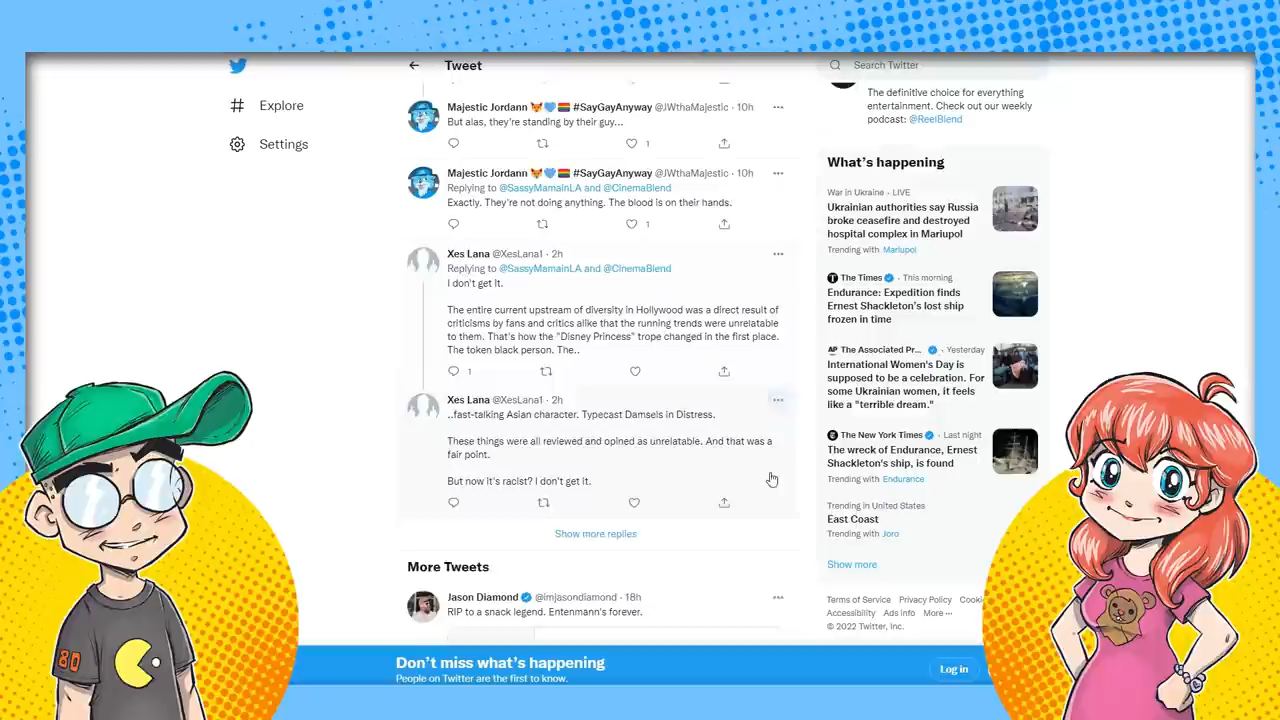 Explore
Settings
Tweet
Majestic Jordann 🦊💙🏳️‍🌈 #SayGayAnyway @JWthaMajestic · 10h
But alas, they're standing by their guy...
1
Majestic Jordann 🦊💙🏳️‍🌈 #SayGayAnyway @JWthaMajestic · 10h
Replying to @SassyMamainLA and @CinemaBlend
Exactly. They're not doing anything. The blood is on their hands.
1
Xes Lana @XesLana1 · 2h
Replying to @SassyMamainLA and @CinemaBlend
I don't get it.
The entire current upstream of diversity in Hollywood was a direct result of
criticisms by fans and critics alike that the running trends were unrelatable
to them. That's how the "Disney Princess" trope changed in the first place.
The token black person. The..
1
Xes Lana @XesLana1 · 2h
..fast-talking Asian character. Typecast Damsels in Distress.
These things were all reviewed and opined as unrelatable. And that was a
fair point.
But now it's racist? I don't get it.
Show more replies
More Tweets
Jason Diamond @imjasondiamond · 18h
RIP to a snack legend. Entenmann's forever.
Search Twitter
The definitive choice for everything
entertainment. Check out our weekly
podcast: @ReelBlend
What's happening
War in Ukraine · LIVE
Ukrainian authorities say Russia
broke ceasefire and destroyed
hospital complex in Mariupol
Trending with Mariupol
The Times · This morning
Endurance: Expedition finds
Ernest Shackleton's lost ship
frozen in time
AP The Associated Pr... · Yesterday
International Women's Day is
supposed to be a celebration. For
some Ukrainian women, it feels
like a "terrible dream."
The New York Times · Last night
The wreck of Endurance, Ernest
Shackleton's ship, is found
Trending with Endurance
Trending in United States
East Coast
Trending with Joro
Show more
Terms of Service Privacy Policy Cooki
Accessibility Ads info More ···
© 2022 Twitter, Inc.
Don't miss what's happening
People on Twitter are the first to know.
Log in
80